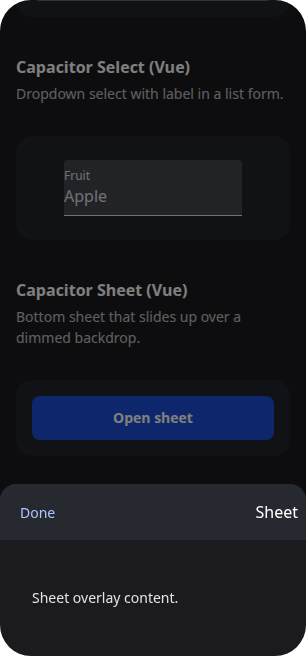 Capacitor Select (Vue)
Dropdown select with label in a list form.
Fruit
Apple
Capacitor Sheet (Vue)
Bottom sheet that slides up over a
dimmed backdrop.
Open sheet
Done
Sheet
Sheet overlay content.